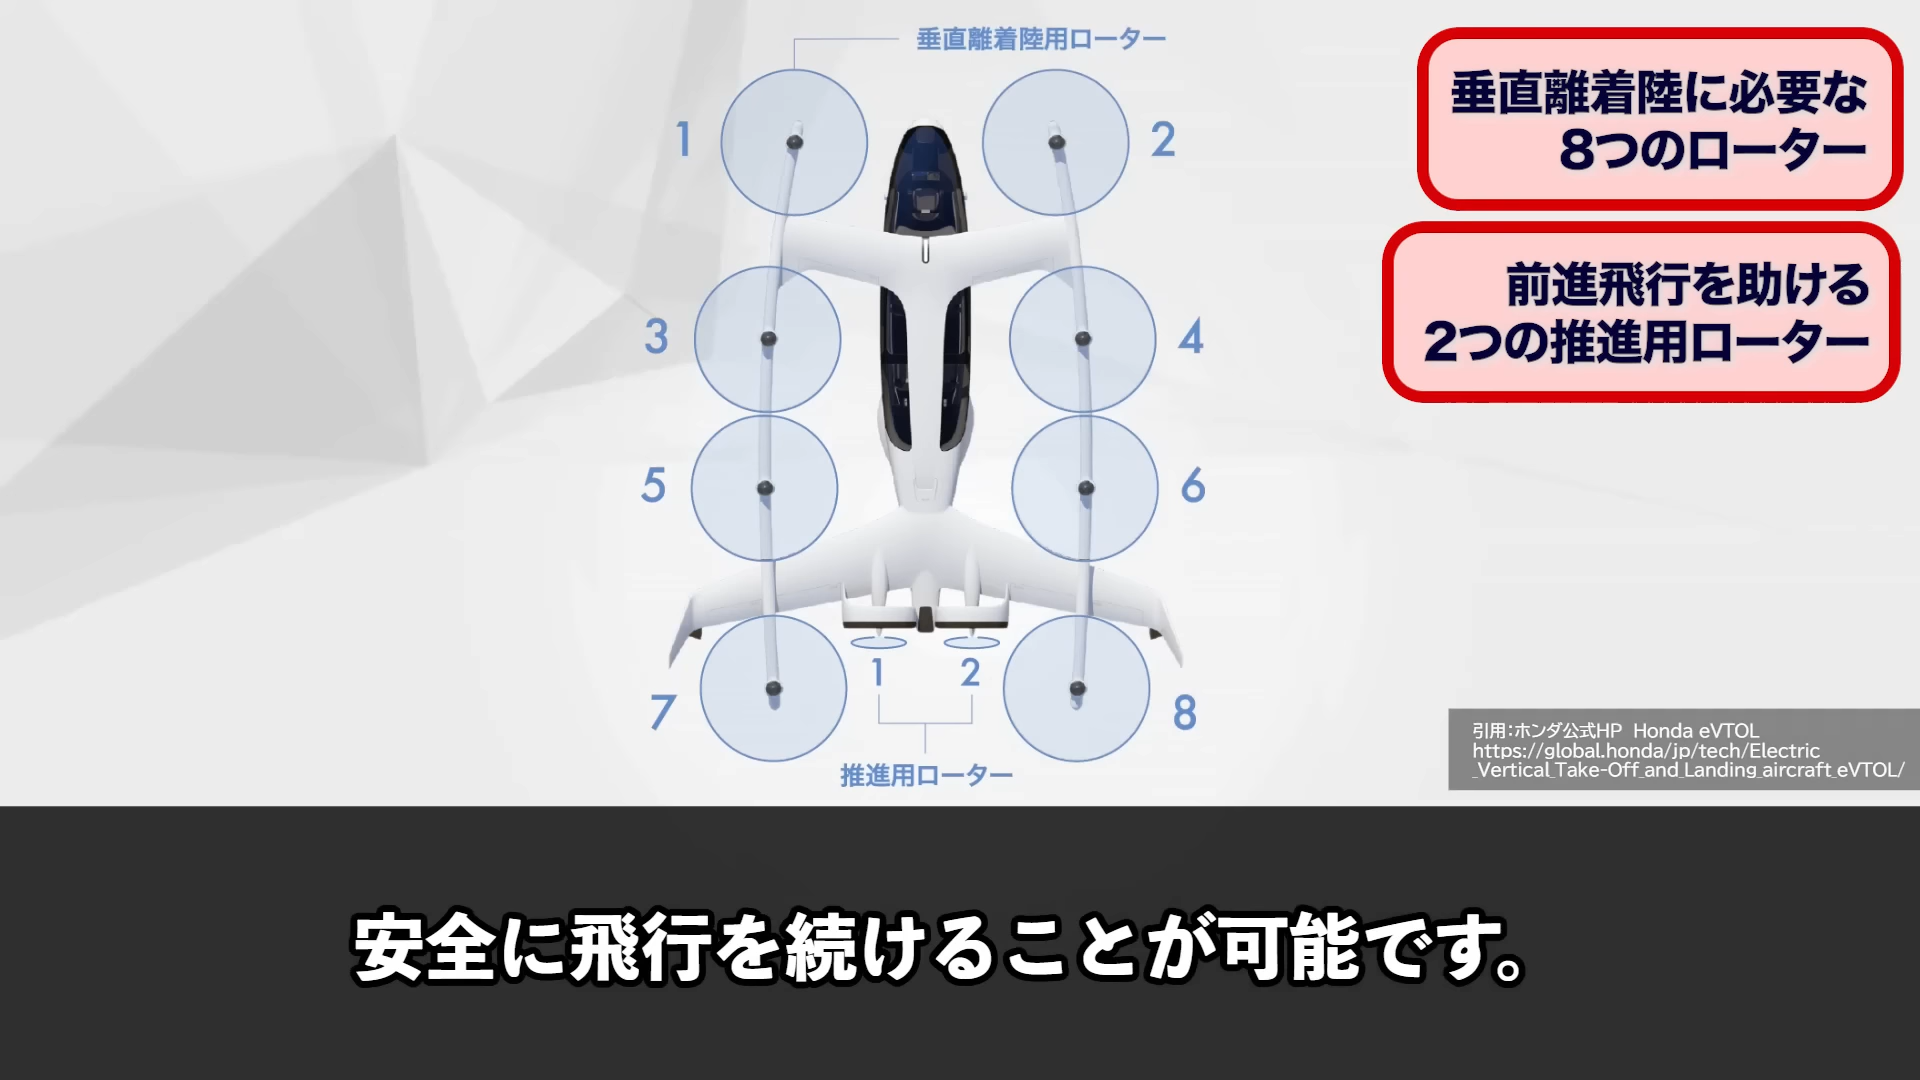 垂直離着陸用ローター
垂直離着陸に必要な
8つのローター
前進飛行を助ける
2つの推進用ローター
1
2
3
4
5
6
7
8
1
2
推進用ローター
引用:ホンダ公式HP Honda eVTOL
https://global.honda/jp/tech/Electric
_Vertical_Take-Off_and_Landing_aircraft_eVTOL/
安全に飛行を続けることが可能です。